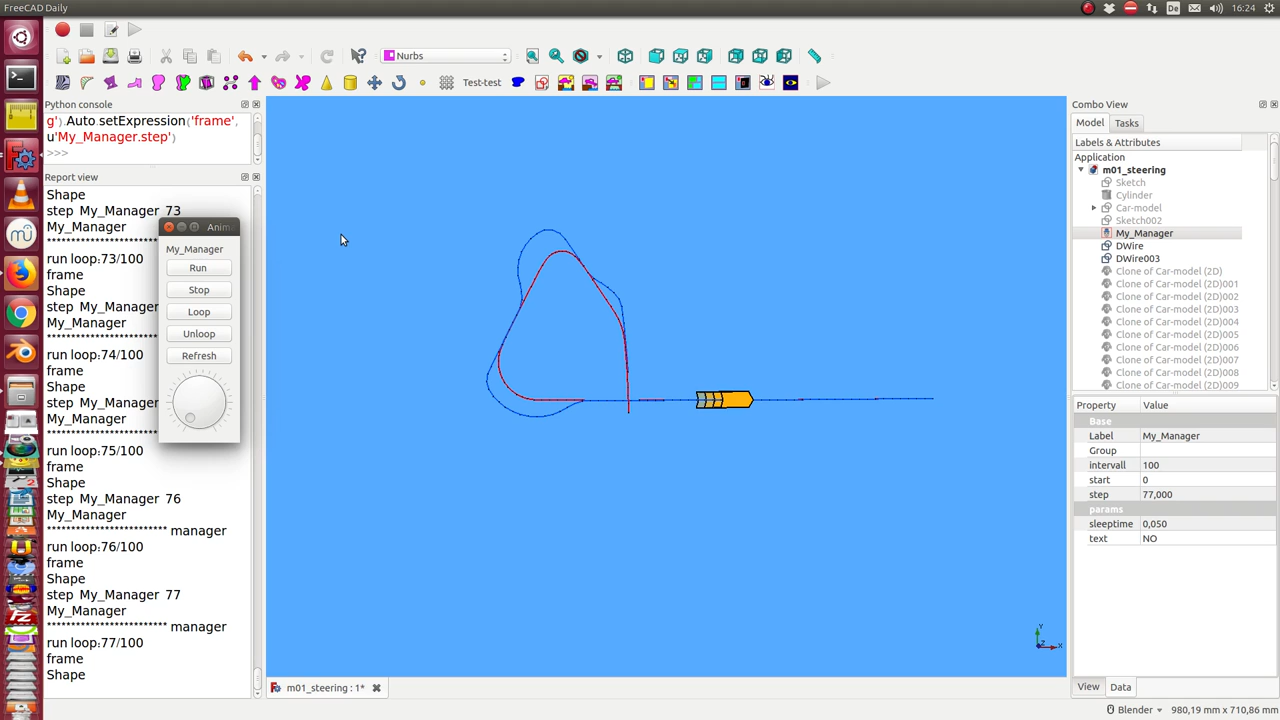 FreeCAD Daily
De
16:24
Nurbs
Test-test
Python console
g').Auto setExpression('frame',
u'My_Manager.step')
>>>
Report view
Shape
step My_Manager 73
My_Manager
run loop:73/100
frame
Shape
step My_Manager
My_Manager
run loop:74/100
frame
Shape
step My_Manager
My_Manager
run loop:75/100
frame
Shape
step My_Manager 76
My_Manager
************************ manager
run loop:76/100
frame
Shape
step My_Manager 77
My_Manager
************************ manager
run loop:77/100
frame
Shape
My_Manager
Run
Stop
Loop
Unloop
Refresh
m01_steering : 1*
Combo View
Model
Tasks
Labels & Attributes
Application
m01_steering
Sketch
Cylinder
Car-model
Sketch002
My_Manager
DWire
DWire003
Clone of Car-model (2D)
Clone of Car-model (2D)001
Clone of Car-model (2D)002
Clone of Car-model (2D)003
Clone of Car-model (2D)004
Clone of Car-model (2D)005
Clone of Car-model (2D)006
Clone of Car-model (2D)007
Clone of Car-model (2D)008
Clone of Car-model (2D)009
Property Value
Base
Label My_Manager
Group
intervall 100
start 0
step 77,000
params
sleeptime 0,050
text NO
Y
Z
X
View
Data
Blender
980,19 mm x 710,86 mm